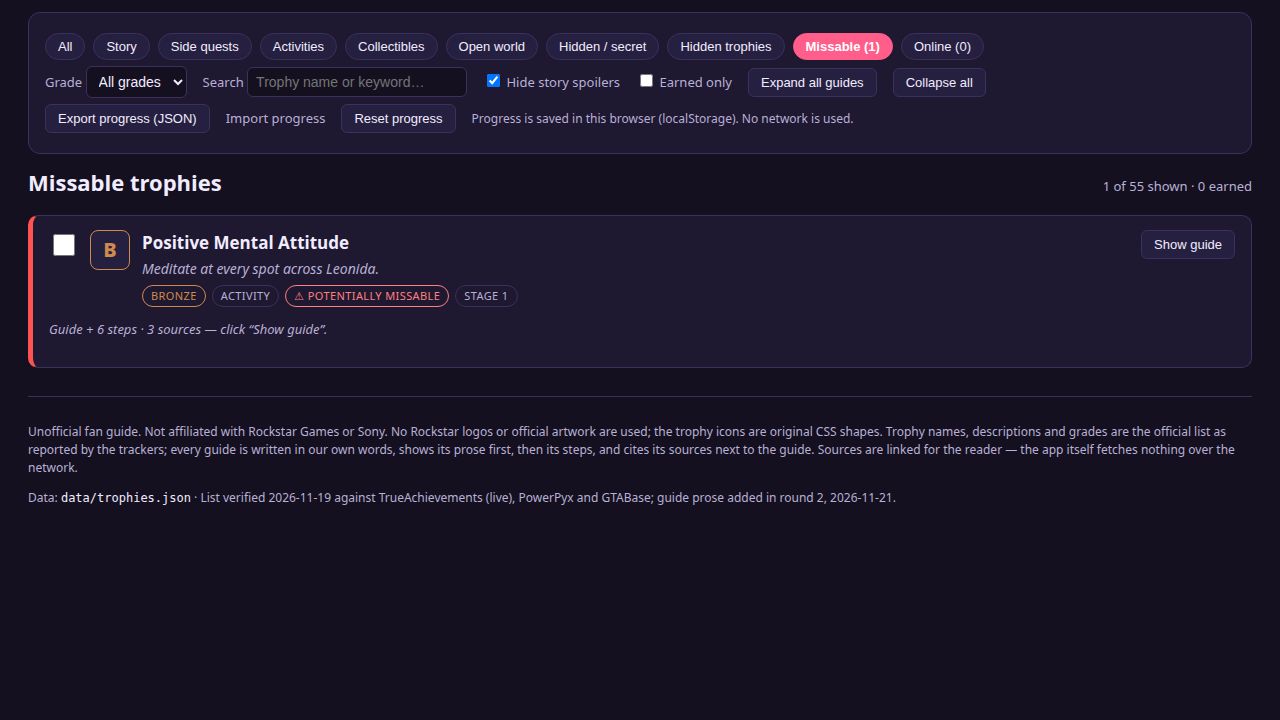 All Story Side quests Activities Collectibles Open world Hidden / secret Hidden trophies Missable (1) Online (0)
Grade All grades Search Trophy name or keyword… Hide story spoilers Earned only Expand all guides Collapse all
Export progress (JSON) Import progress Reset progress Progress is saved in this browser (localStorage). No network is used.
Missable trophies 1 of 55 shown · 0 earned
B Positive Mental Attitude Show guide
Meditate at every spot across Leonida.
BRONZE ACTIVITY ⚠ POTENTIALLY MISSABLE STAGE 1
Guide + 6 steps · 3 sources — click “Show guide”.
Unofficial fan guide. Not affiliated with Rockstar Games or Sony. No Rockstar logos or official artwork are used; the trophy icons are original CSS shapes. Trophy names, descriptions and grades are the official list as
reported by the trackers; every guide is written in our own words, shows its prose first, then its steps, and cites its sources next to the guide. Sources are linked for the reader — the app itself fetches nothing over the
network.
Data: data/trophies.json · List verified 2026-11-19 against TrueAchievements (live), PowerPyx and GTABase; guide prose added in round 2, 2026-11-21.